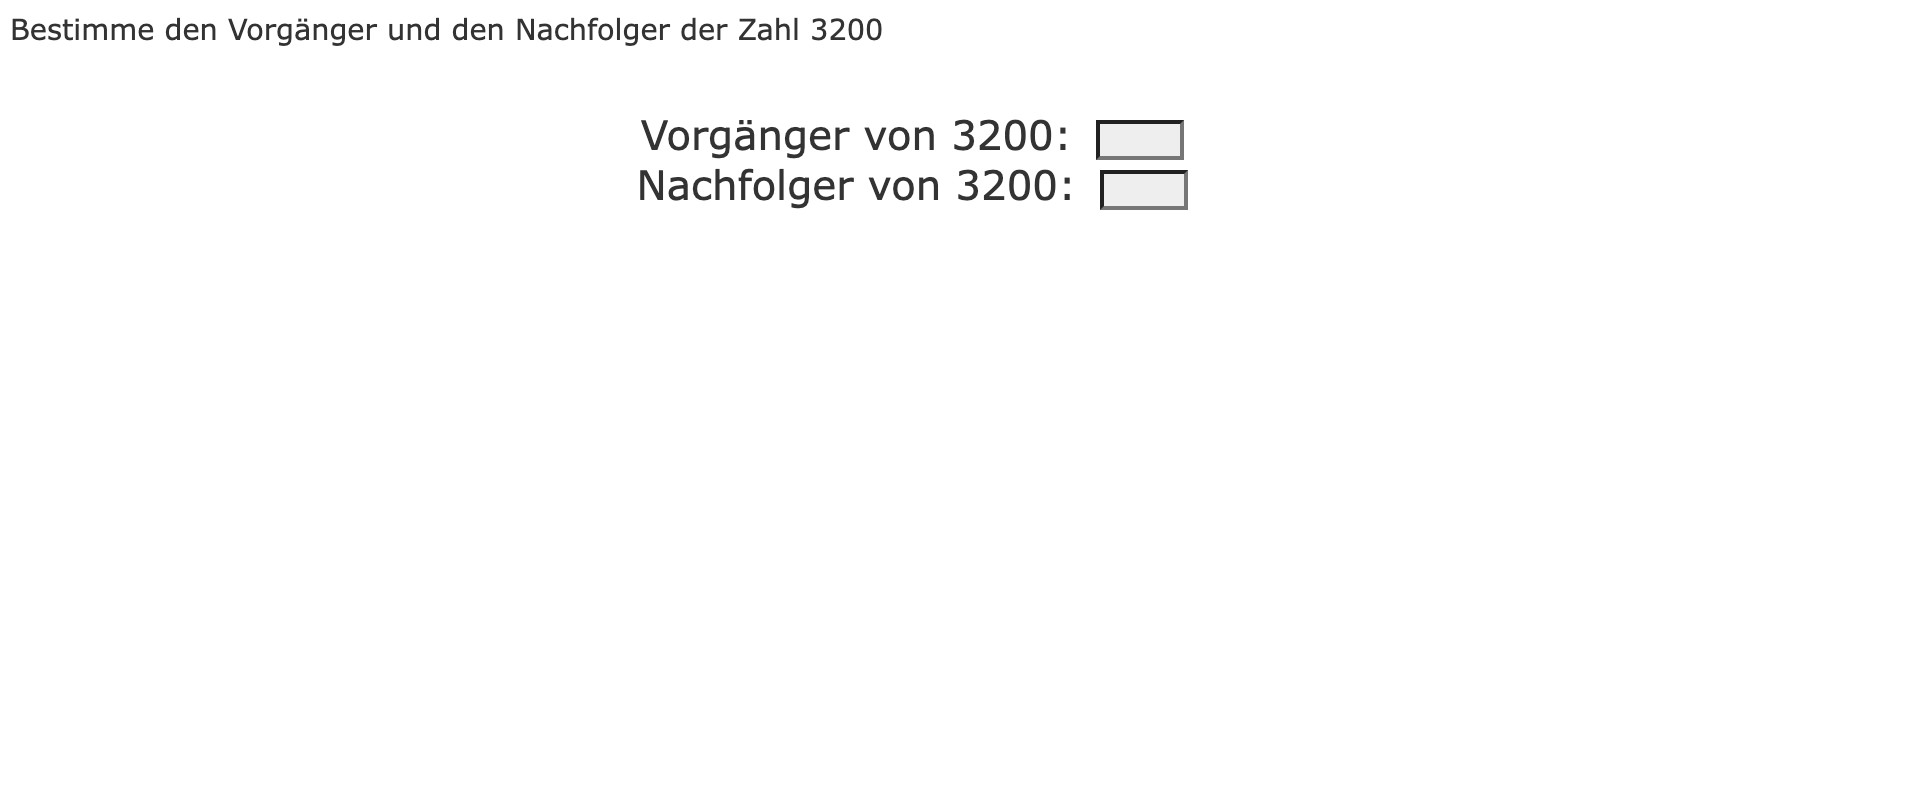 Bestimme den Vorgänger und den Nachfolger der Zahl 3200
Vorgänger von 3200:
Nachfolger von 3200: